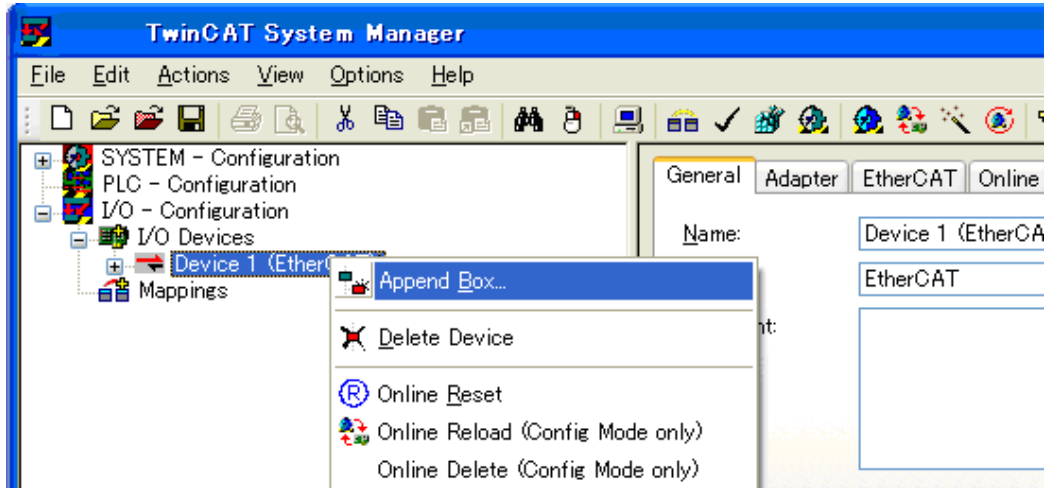 TwinCAT System Manager
File Edit Actions View Options Help
SYSTEM - Configuration
PLC - Configuration
I/O - Configuration
I/O Devices
Device 1 (Ether
Mappings
Append Box...
Delete Device
Online Reset
Online Reload (Config Mode only)
Online Delete (Config Mode only)
General Adapter EtherCAT Online
Name: Device 1 (EtherCA
EtherCAT
nt: